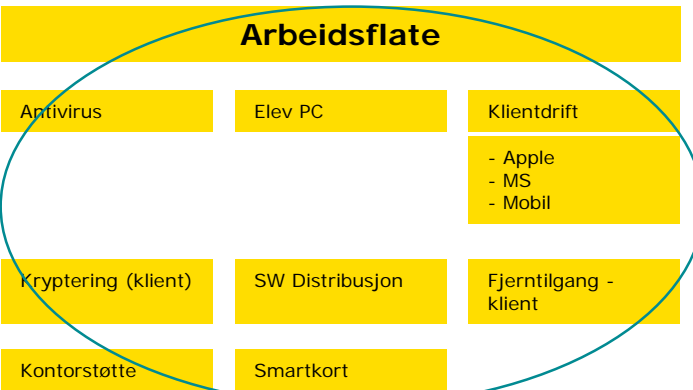 Arbeidsflate
Antivirus
Elev PC
Klientdrift
- Apple
- MS
- Mobil
Kryptering (klient)
SW Distribusjon
Fjerntilgang -
klient
Kontorstøtte
Smartkort